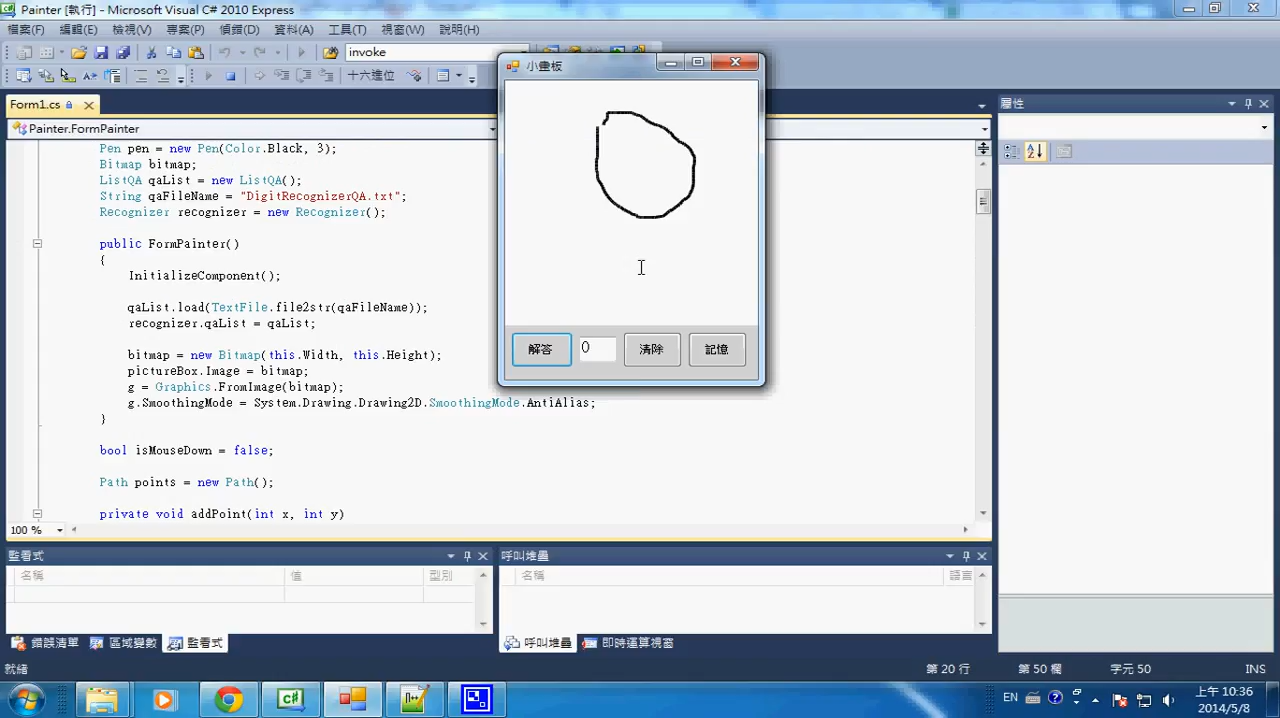 Painter [執行] - Microsoft Visual C# 2010 Express
檔案(F) 編輯(E) 檢視(V) 專案(P) 偵錯(D) 資料(A) 工具(T) 視窗(W) 說明(H)
invoke
十六進位
Form1.cs
Painter.FormPainter
Pen pen = new Pen(Color.Black, 3);
Bitmap bitmap;
ListQA qaList = new ListQA();
String qaFileName = "DigitRecognizerQA.txt";
Recognizer recognizer = new Recognizer();
public FormPainter()
{
InitializeComponent();
qaList.load(TextFile.file2str(qaFileName));
recognizer.qaList = qaList;
bitmap = new Bitmap(this.Width, this.Height);
pictureBox.Image = bitmap;
g = Graphics.FromImage(bitmap);
g.SmoothingMode = System.Drawing.Drawing2D.SmoothingMode.AntiAlias;
}
bool isMouseDown = false;
Path points = new Path();
private void addPoint(int x, int y)
100 %
小畫板
解答 0 清除 記憶
屬性
監看式
名稱 值 型別
呼叫堆疊
名稱 語言
錯誤清單 區域變數 監看式
呼叫堆疊 即時運算視窗
就緒 第 20 行 第 50 欄 字元 50 INS
EN
上午 10:36
2014/5/8